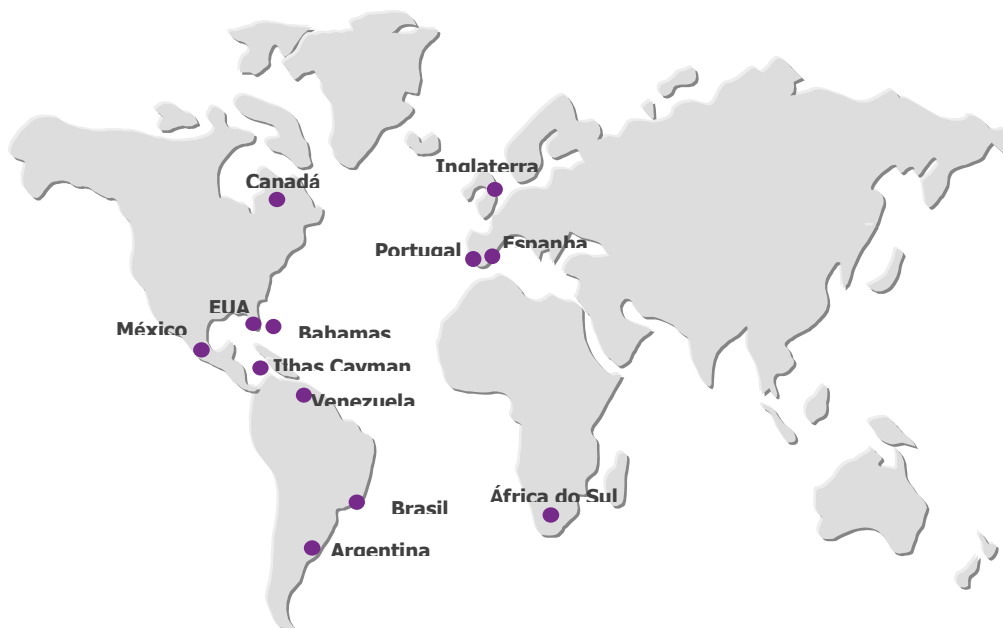 Inglaterra
Canadá
Portugal
Espanha
EUA
México
Bahamas
Ilhas Cayman
Venezuela
Brasil
África do Sul
Argentina